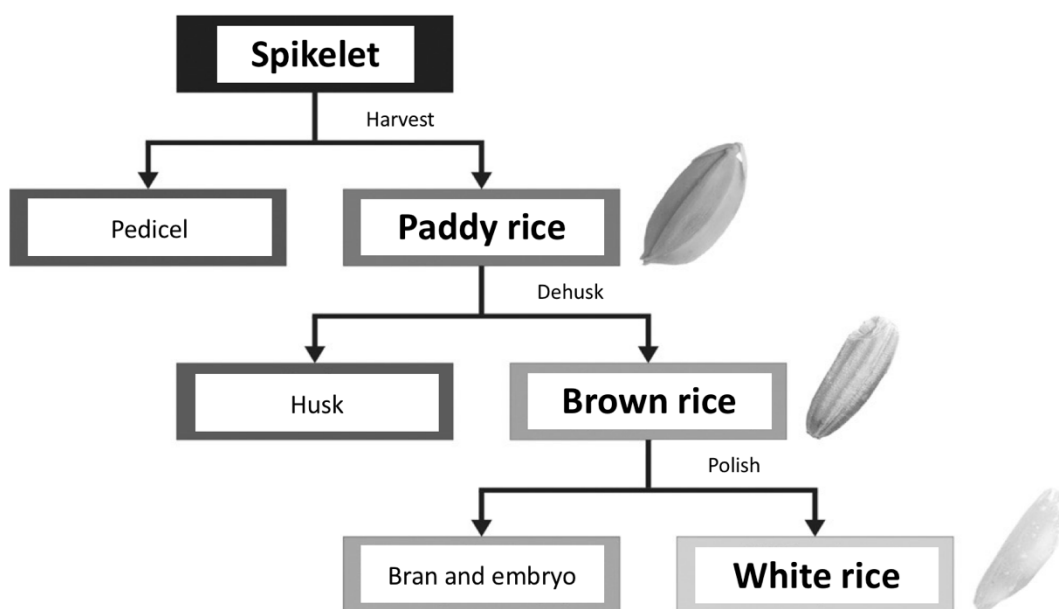 Spikelet
Harvest
Pedicel
Paddy rice
Dehusk
Husk
Brown rice
Polish
Bran and embryo
White rice